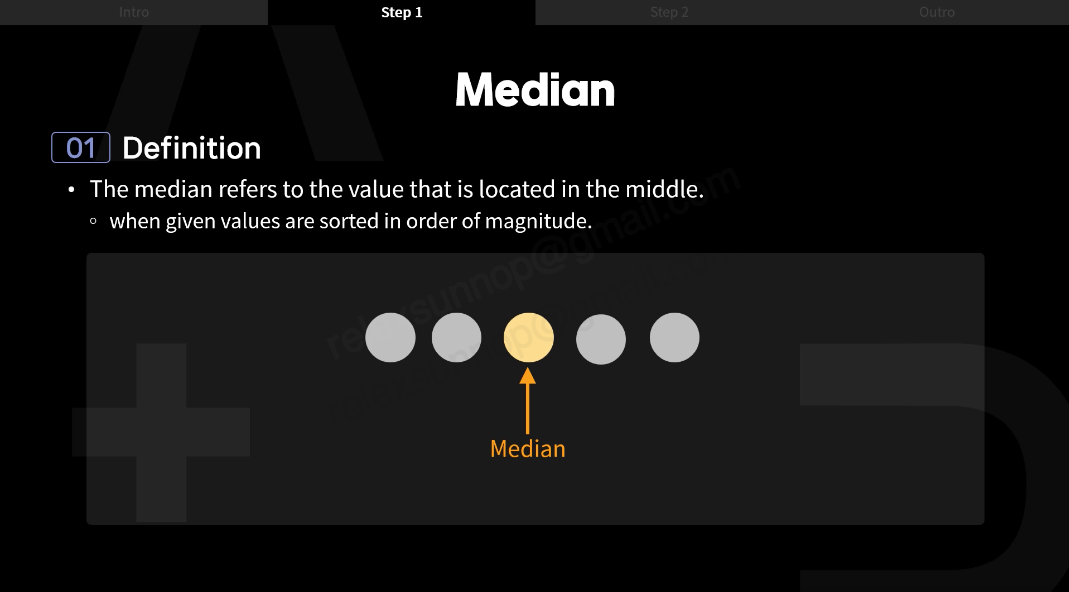 Intro
Step 1
Step 2
Outro
Median
01 Definition
• The median refers to the value that is located in the middle.
○ when given values are sorted in order of magnitude.
Median